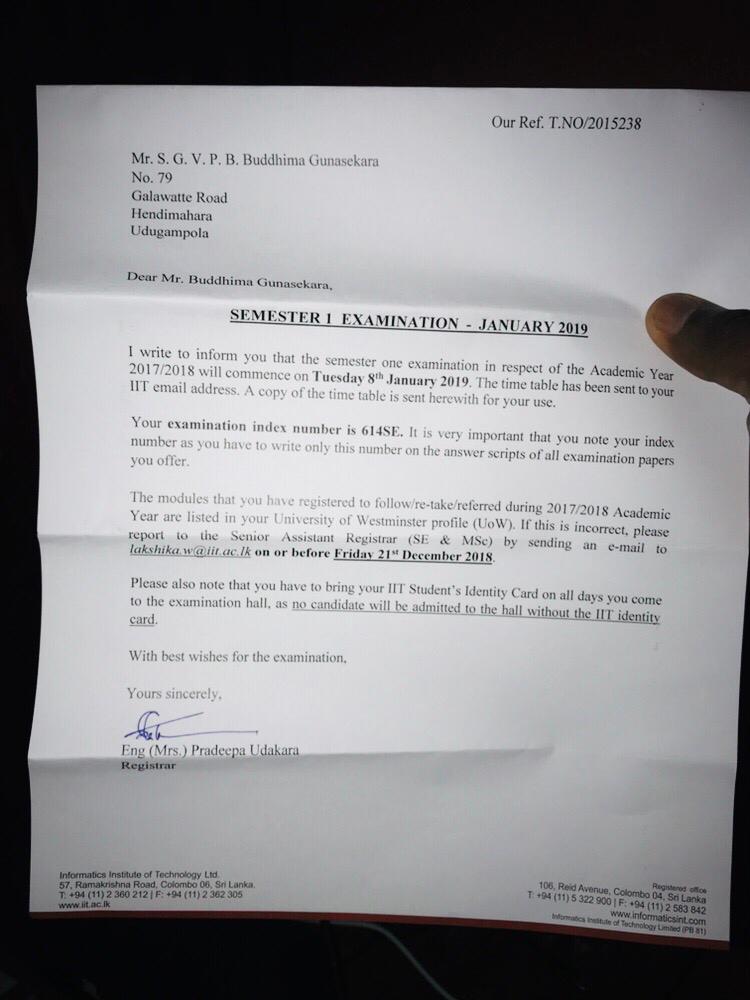 Our Ref. T.NO/2015238
Mr. S. G. V. P. B. Buddhima Gunasekara
No. 79
Galawatte Road
Hendimahara
Udugampola
Dear Mr. Buddhima Gunasekara,
SEMESTER 1 EXAMINATION - JANUARY 2019
I write to inform you that the semester one examination in respect of the Academic Year
2017/2018 will commence on Tuesday 8th January 2019. The time table has been sent to your
IIT email address. A copy of the time table is sent herewith for your use.
Your examination index number is 614SE. It is very important that you note your index
number as you have to write only this number on the answer scripts of all examination papers
you offer.
The modules that you have registered to follow/re-take/referred during 2017/2018 Academic
Year are listed in your University of Westminster profile (UoW). If this is incorrect, please
report to the Senior Assistant Registrar (SE & MSc) by sending an e-mail to
lakshika.w@iit.ac.lk on or before Friday 21st December 2018.
Please also note that you have to bring your IIT Student's Identity Card on all days you come
to the examination hall, as no candidate will be admitted to the hall without the IIT identity
card.
With best wishes for the examination,
Yours sincerely,
Eng (Mrs.) Pradeepa Udakara
Registrar
Informatics Institute of Technology Ltd.
57, Ramakrishna Road, Colombo 06, Sri Lanka.
T: +94 (11) 2 360 212 | F: +94 (11) 2 362 305
www.iit.ac.lk
Registered office
106, Reid Avenue, Colombo 04, Sri Lanka
T: +94 (11) 5 322 900 | F: +94 (11) 2 583 842
www.informaticsint.com
Informatics Institute of Technology Limited (PB 81)